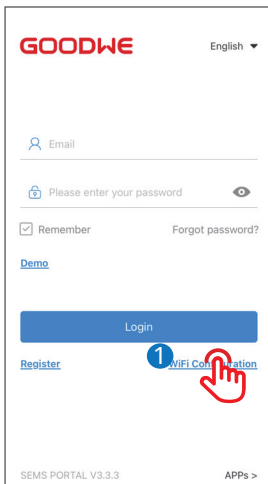 GOODWE English
Email
Please enter your password
Remember Forgot password?
Demo
Login
1
Register WiFi Configuration
SEMS PORTAL V3.3.3 APPs >